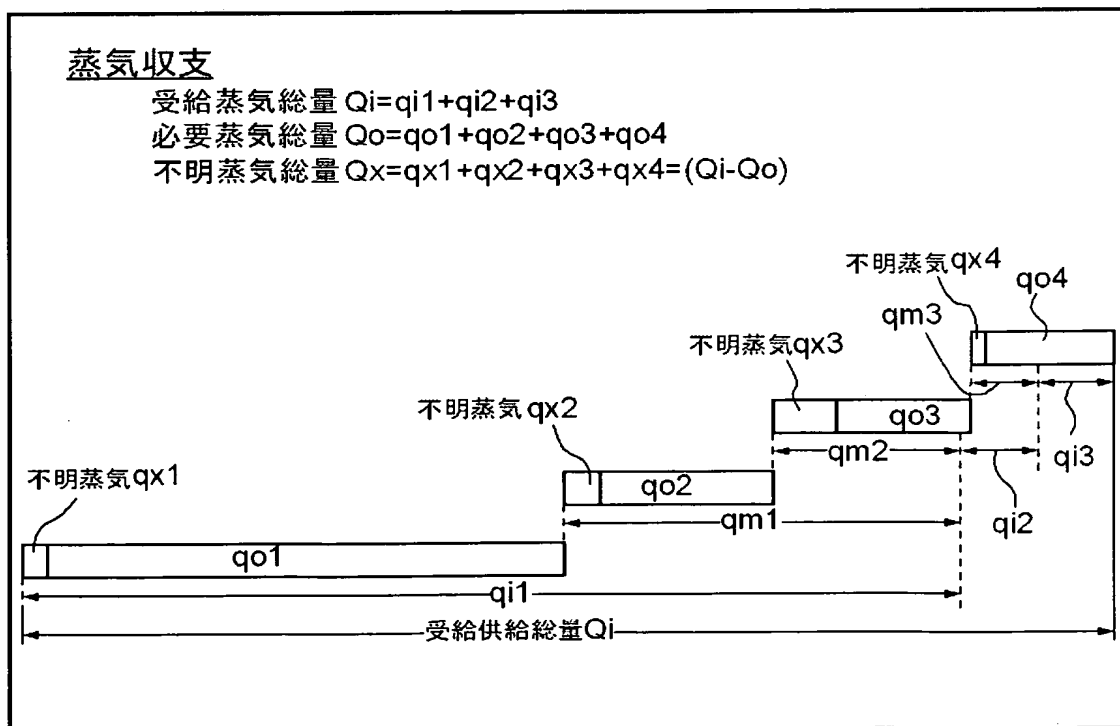 蒸気収支
受給蒸気総量 Qi=qi1+qi2+qi3
必要蒸気総量 Qo=qo1+qo2+qo3+qo4
不明蒸気総量 Qx=qx1+qx2+qx3+qx4=(Qi-Qo)
不明蒸気qx4
qo4
qm3
不明蒸気qx3
qo3
qi3
不明蒸気qx2
qm2
qi2
不明蒸気qx1
qo2
qm1
qo1
qi1
受給供給総量Qi